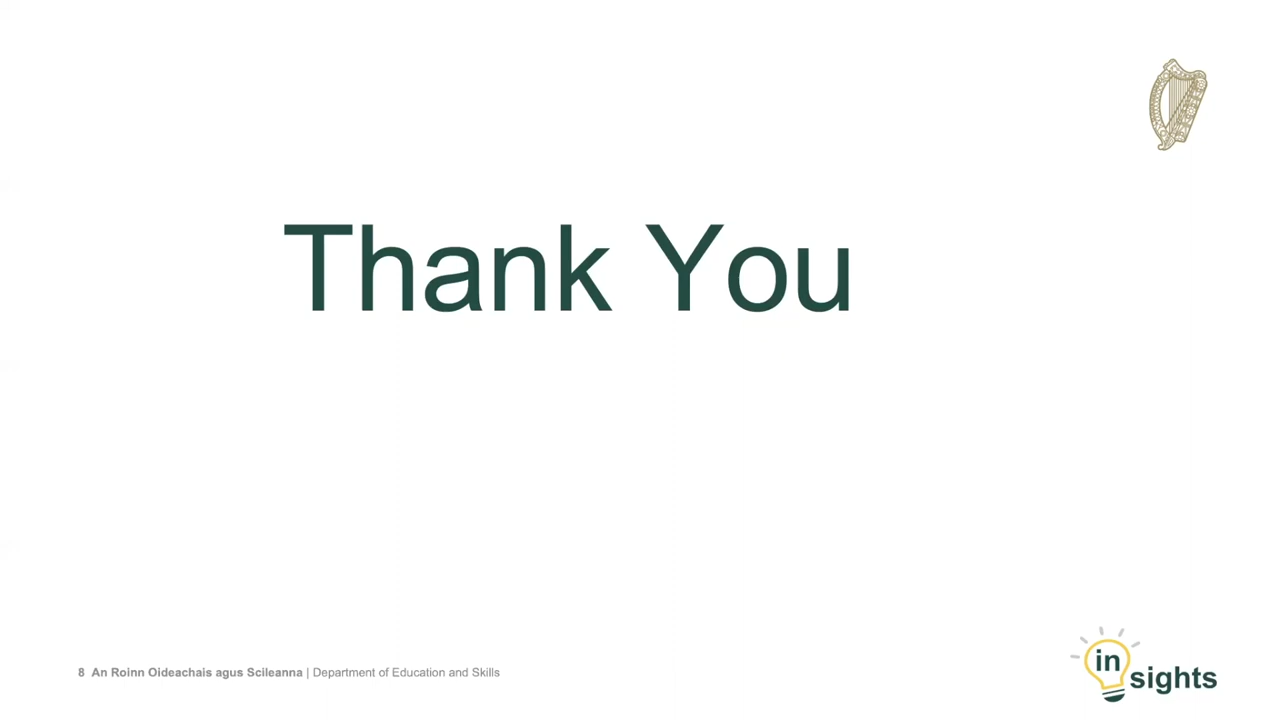 Thank You
8 An Roinn Oideachais agus Scileanna | Department of Education and Skills
in
sights